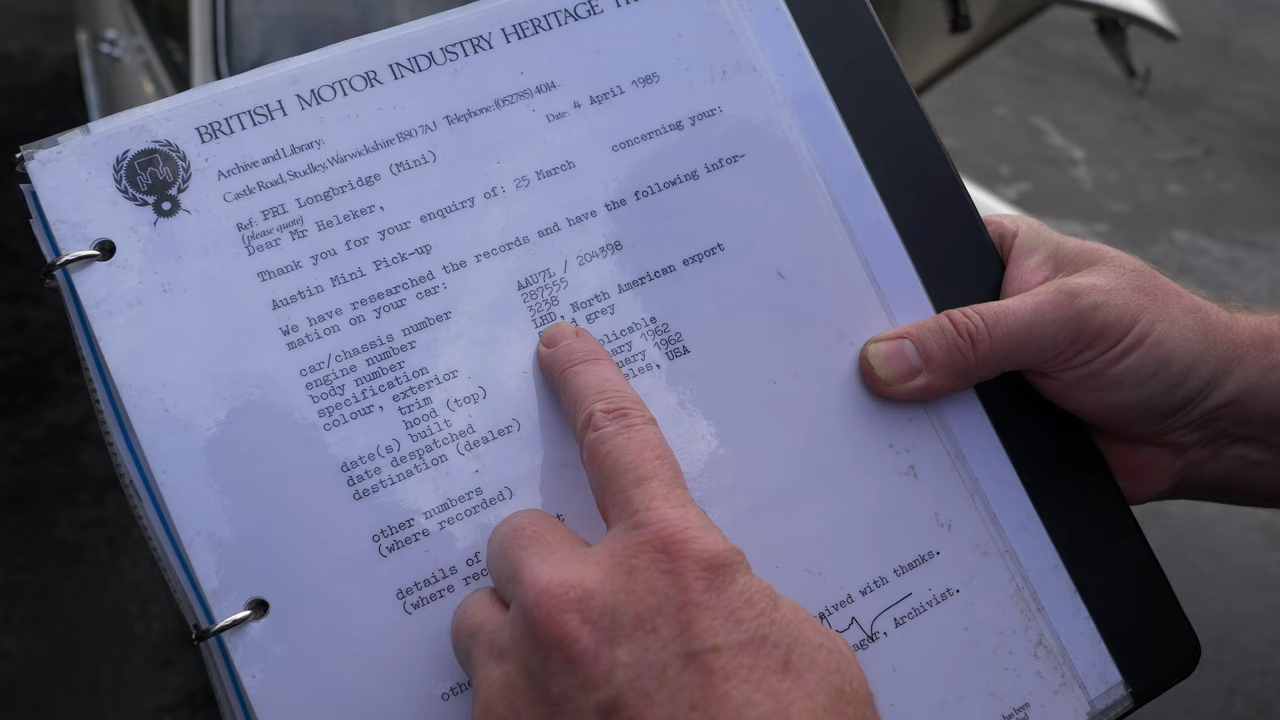 BRITISH MOTOR INDUSTRY HERITAGE
Archive and Library:
Castle Road, Studley, Warwickshire B80 7AJ Telephone: (052785) 4014
Date: 4 April 1985
Ref: PRI Longbridge (Mini)
(please quote)
Dear Mr Heleker,
Thank you for your enquiry of: 25 March concerning your:
Austin Mini Pick-up
We have researched the records and have the following infor-
mation on your car:
car/chassis number AAU7L / 204398
engine number 287555
body number 3238
specification LHD, North American export
colour, exterior grey
trim
hood (top)
date(s) built 1962
date despatched 1962
destination (dealer) USA
other numbers
(where recorded)
details of
(where
with thanks.
Archivist.
has been